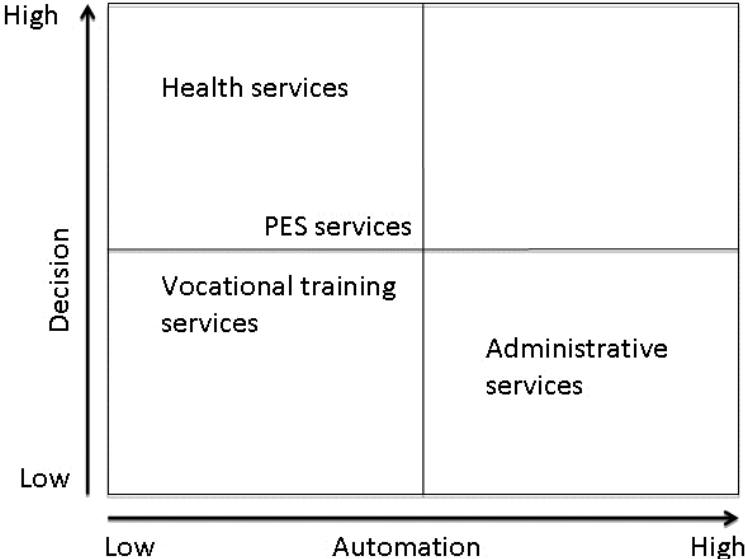 High
Health services
PES services
Decision
Vocational training
services
Administrative
services
Low
Low
Automation
High